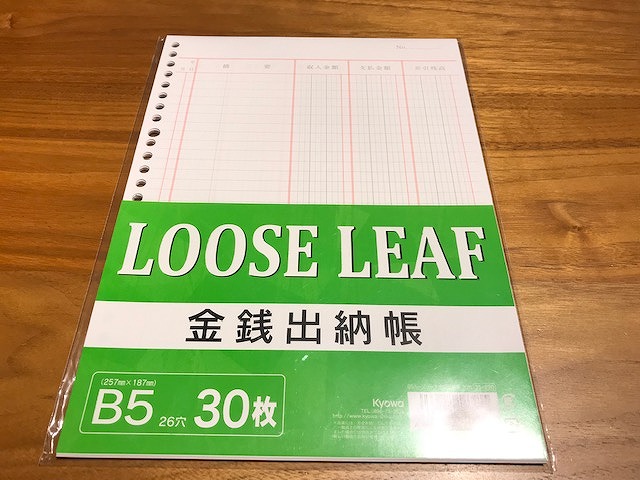 No.
摘 要 収入金額 支払金額 差引残高
LOOSE LEAF
金銭出納帳
(257mm×187mm)
B5 26穴 30枚
Kyowa